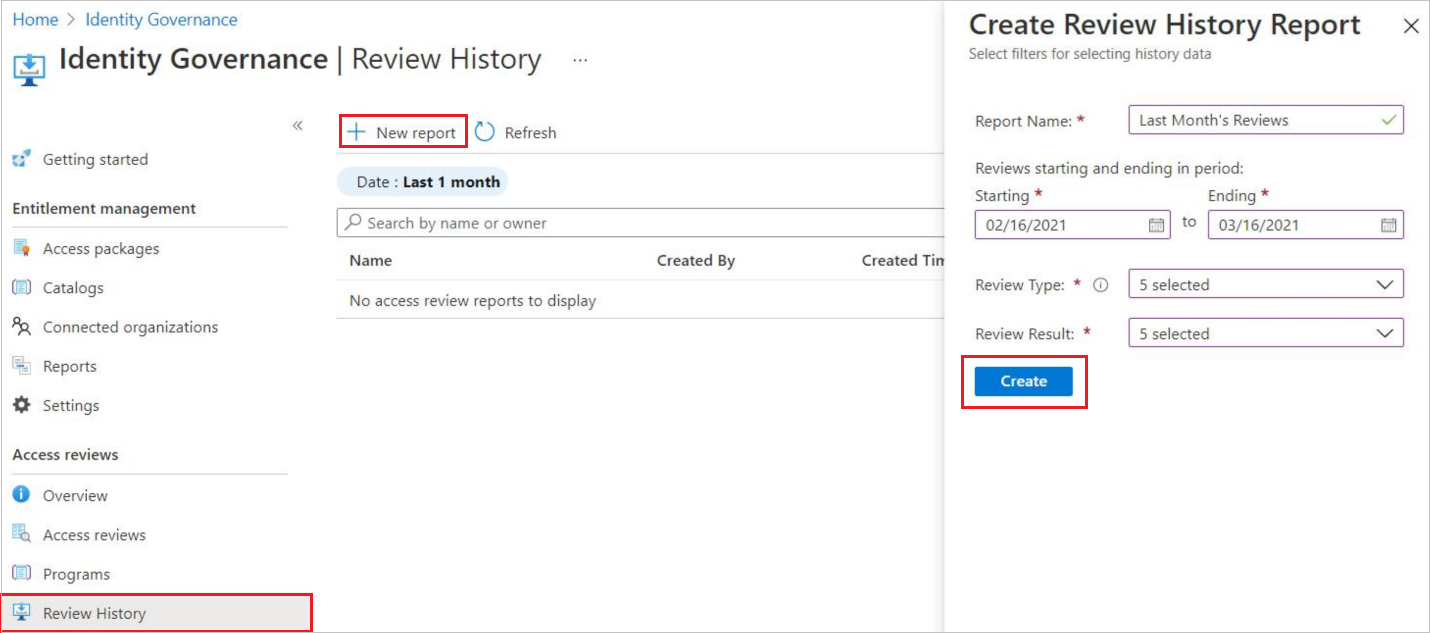 Home > Identity Governance
Identity Governance | Review History ...
«
Getting started
Entitlement management
Access packages
Catalogs
Connected organizations
Reports
Settings
Access reviews
Overview
Access reviews
Programs
Review History
+ New report Refresh
Date : Last 1 month
Search by name or owner
Name Created By Created Tim
No access review reports to display
Create Review History Report
Select filters for selecting history data
Report Name: * Last Month's Reviews
Reviews starting and ending in period:
Starting * Ending *
02/16/2021 to 03/16/2021
Review Type: * 5 selected
Review Result: * 5 selected
Create